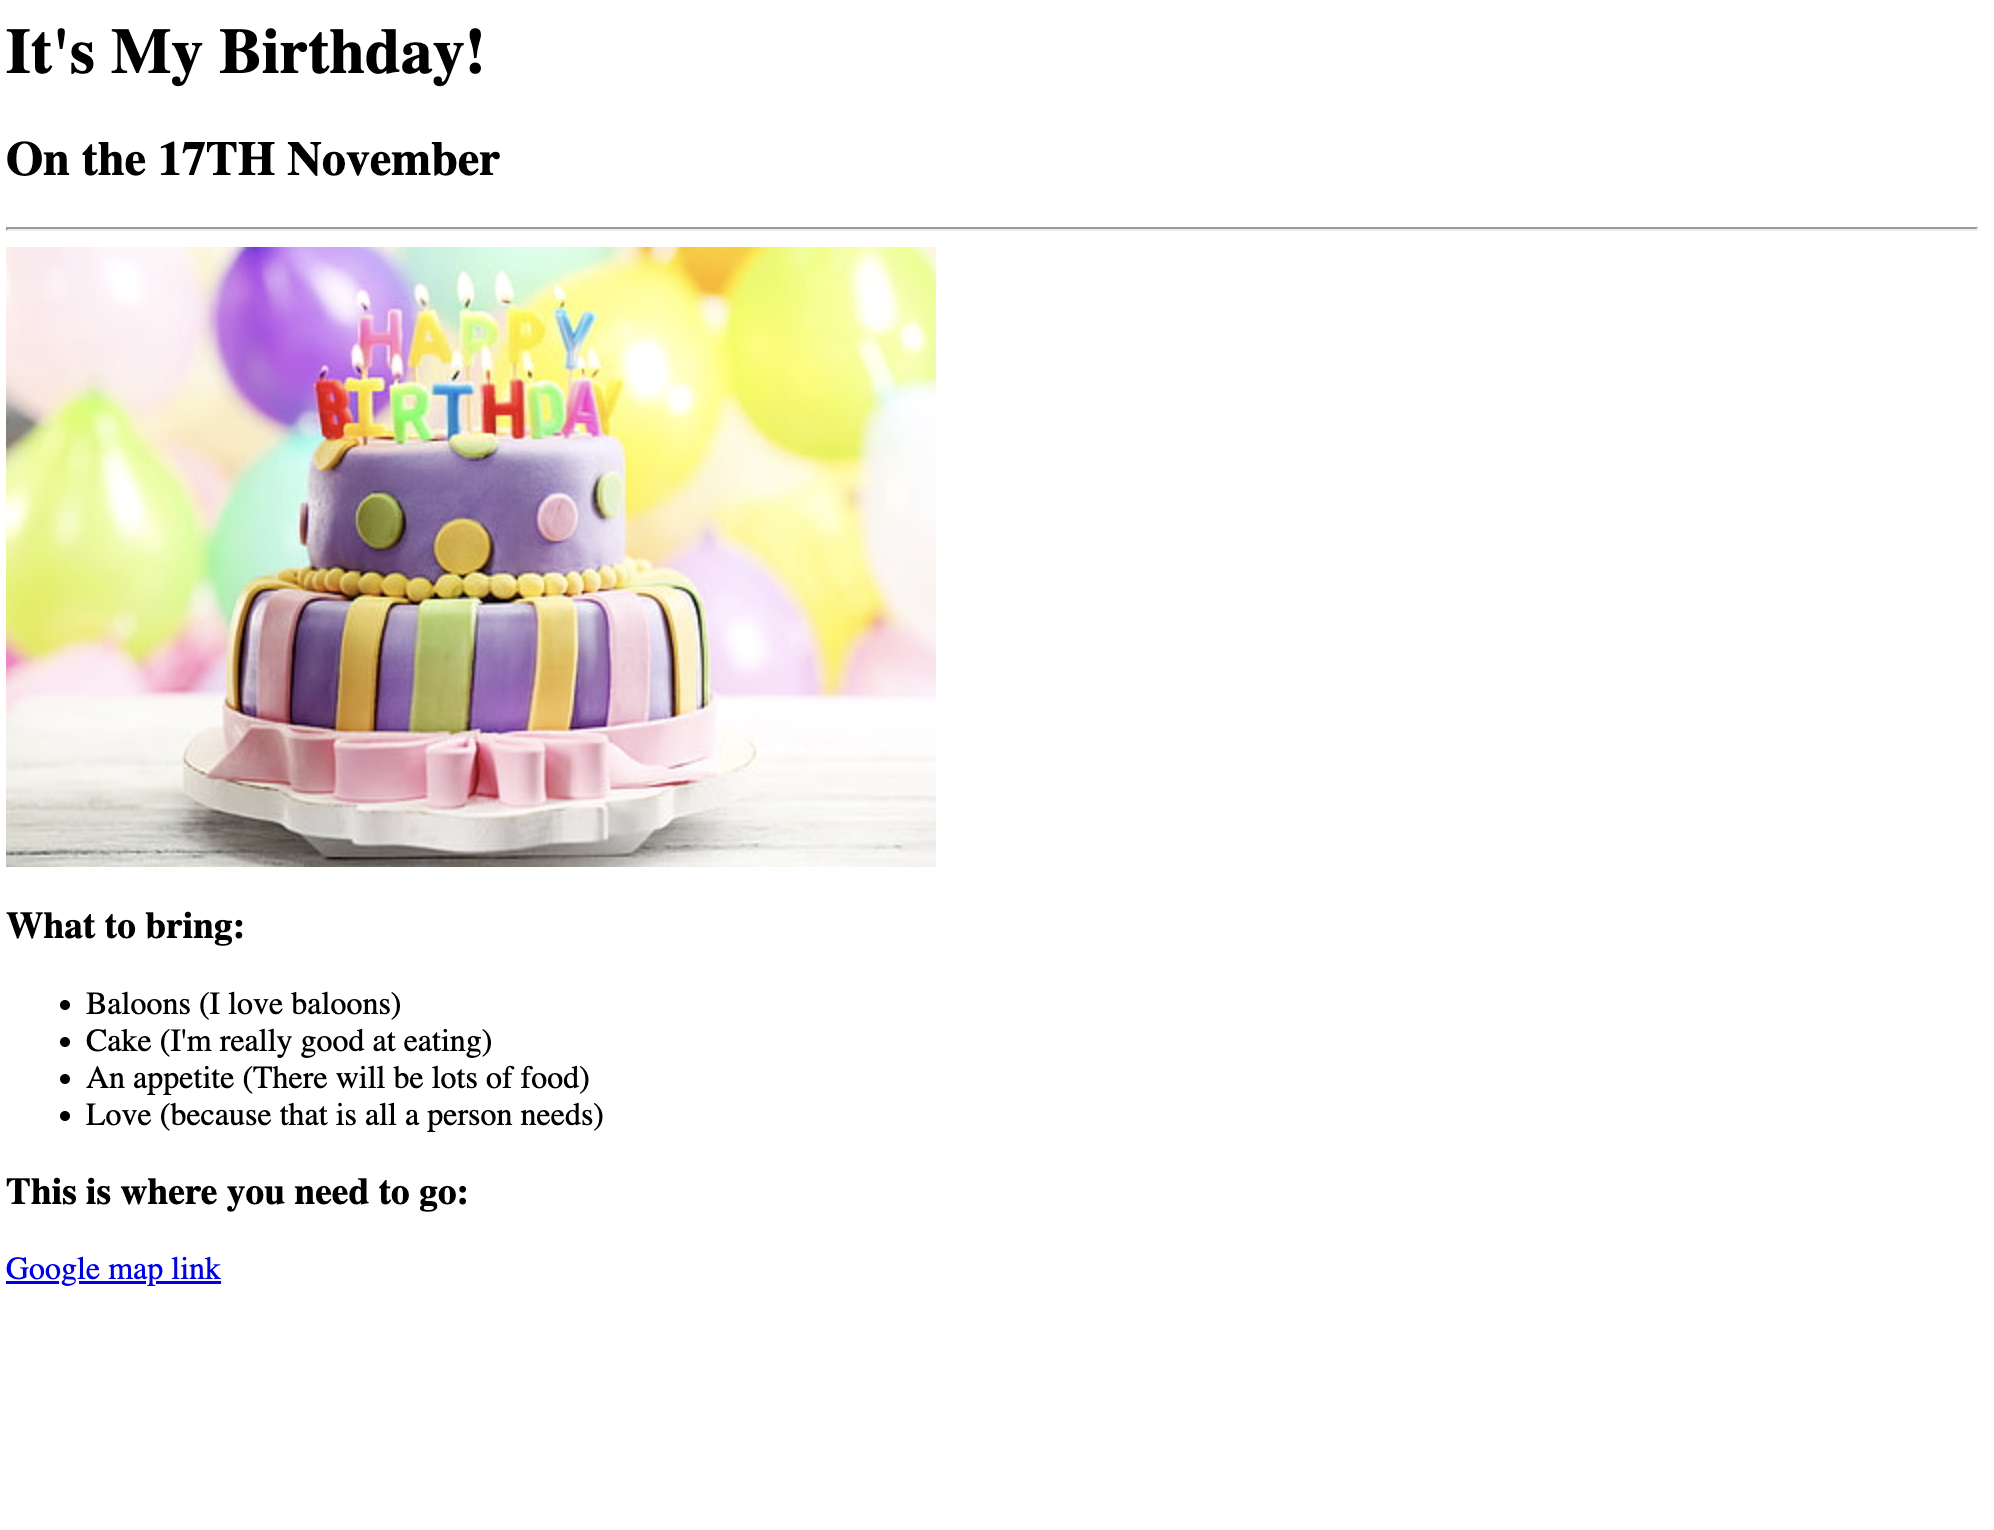 It's My Birthday!
On the 17TH November
HAPPY
BIRTHDAY
What to bring:
Baloons (I love baloons)
Cake (I'm really good at eating)
An appetite (There will be lots of food)
Love (because that is all a person needs)
This is where you need to go:
Google map link